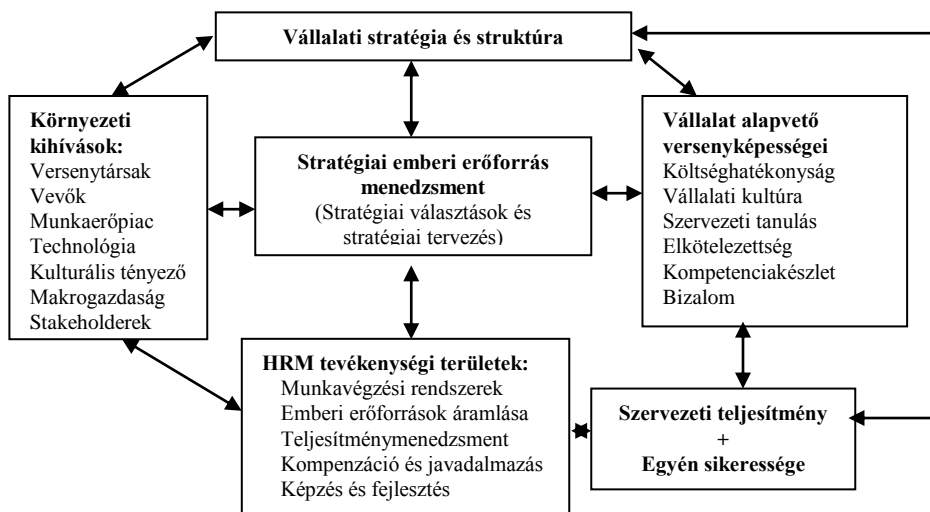 Vállalati stratégia és struktúra
Környezeti
kihívások:
Versenytársak
Vevők
Munkaerőpiac
Technológia
Kulturális tényező
Makrogazdaság
Stakeholderek
Stratégiai emberi erőforrás
menedzsment
(Stratégiai választások és
stratégiai tervezés)
Vállalat alapvető
versenyképességei
Költséghatékonyság
Vállalati kultúra
Szervezeti tanulás
Elkötelezettség
Kompetenciakészlet
Bizalom
HRM tevékenységi területek:
Munkavégzési rendszerek
Emberi erőforrások áramlása
Teljesítménymenedzsment
Kompenzáció és javadalmazás
Képzés és fejlesztés
Szervezeti teljesítmény
+
Egyén sikeressége